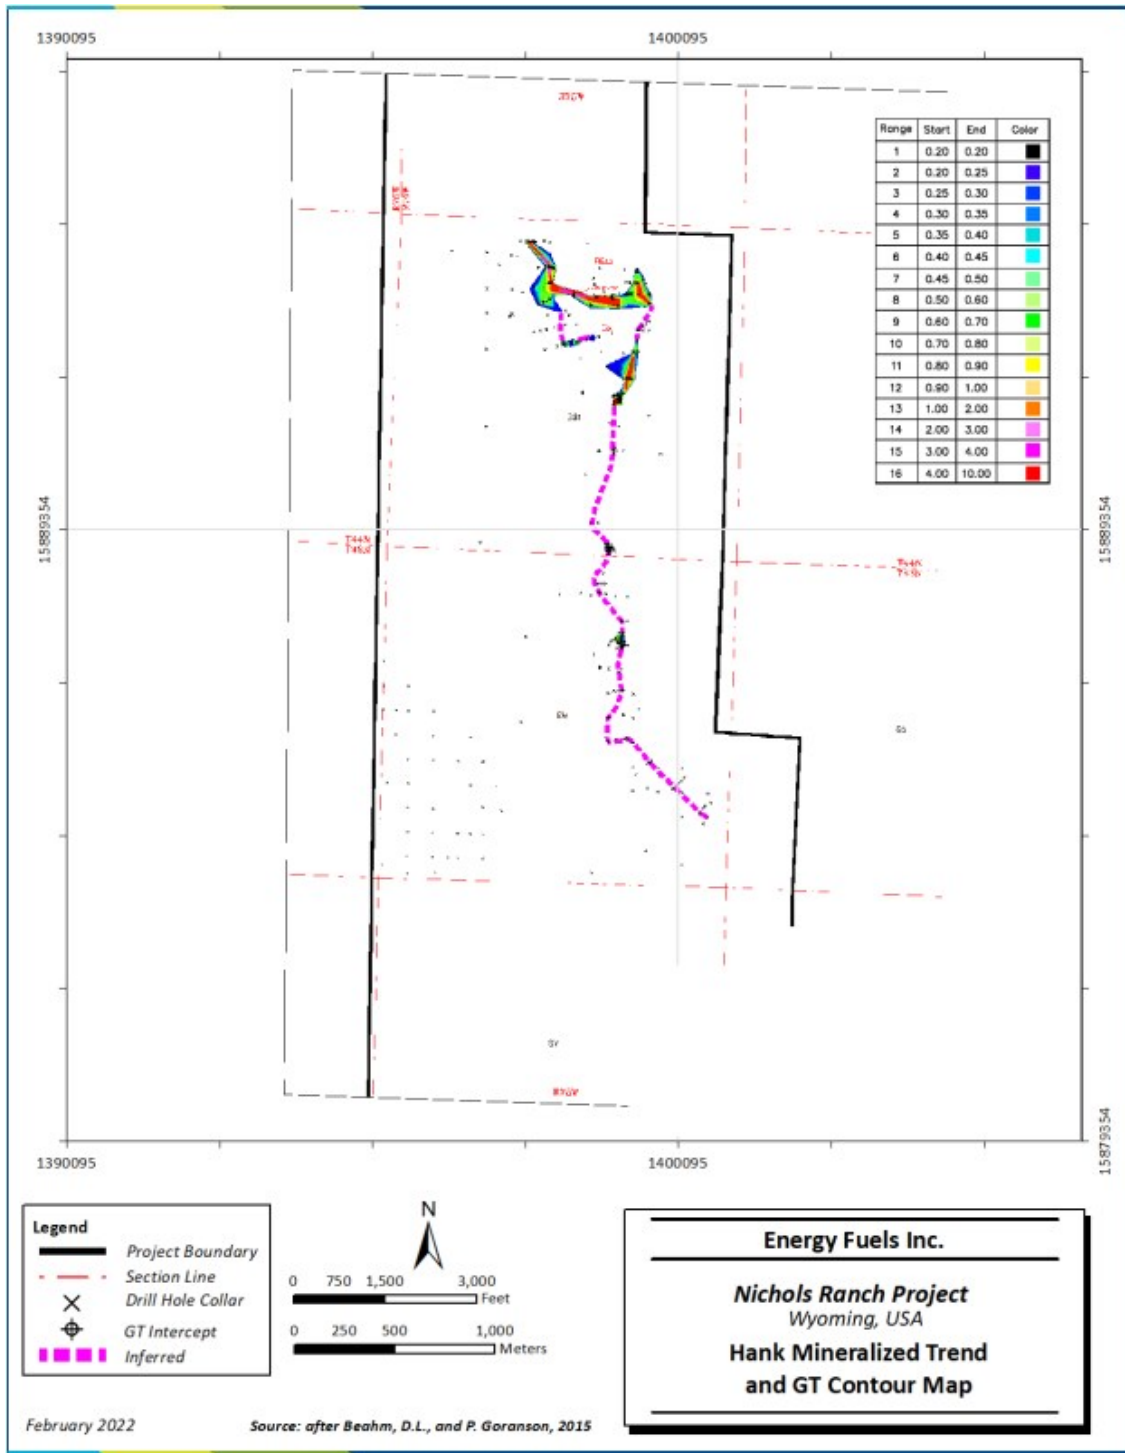 1390095 1400095
Range Start End Color
1 0.20 0.20
2 0.20 0.25
3 0.25 0.30
4 0.30 0.35
5 0.35 0.40
6 0.40 0.45
7 0.45 0.50
8 0.50 0.60
9 0.60 0.70
10 0.70 0.80
11 0.80 0.90
12 0.90 1.00
13 1.00 2.00
14 2.00 3.00
15 3.00 4.00
16 4.00 10.00
15889354 15889354
T44N
T43N
T44N
T43N
15879354
1390095 1400095
Legend
Project Boundary
Section Line
Drill Hole Collar
GT Intercept
Inferred
N
0 750 1,500 3,000
Feet
0 250 500 1,000
Meters
Energy Fuels Inc.
Nichols Ranch Project
Wyoming, USA
Hank Mineralized Trend
and GT Contour Map
February 2022
Source: after Beahm, D.L., and P. Goranson, 2015